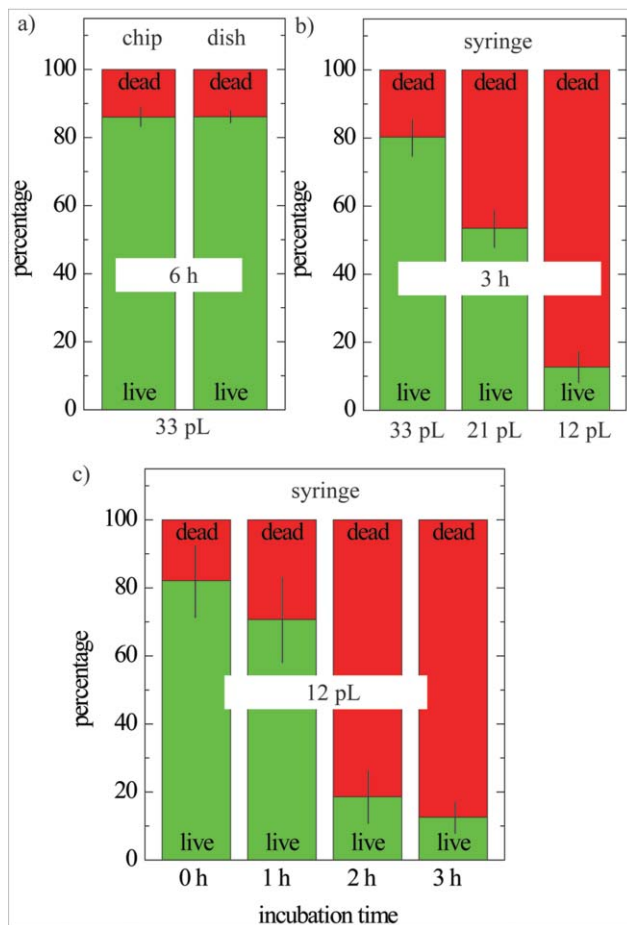 a)
chip dish
100
80
60
40
20
0
percentage
dead dead
6 h
live live
33 pL
b)
syringe
100
80
60
40
20
0
percentage
dead dead dead
3 h
live live live
33 pL 21 pL 12 pL
c)
syringe
100
80
60
40
20
0
percentage
dead dead dead dead
12 pL
live live live live
0 h 1 h 2 h 3 h
incubation time